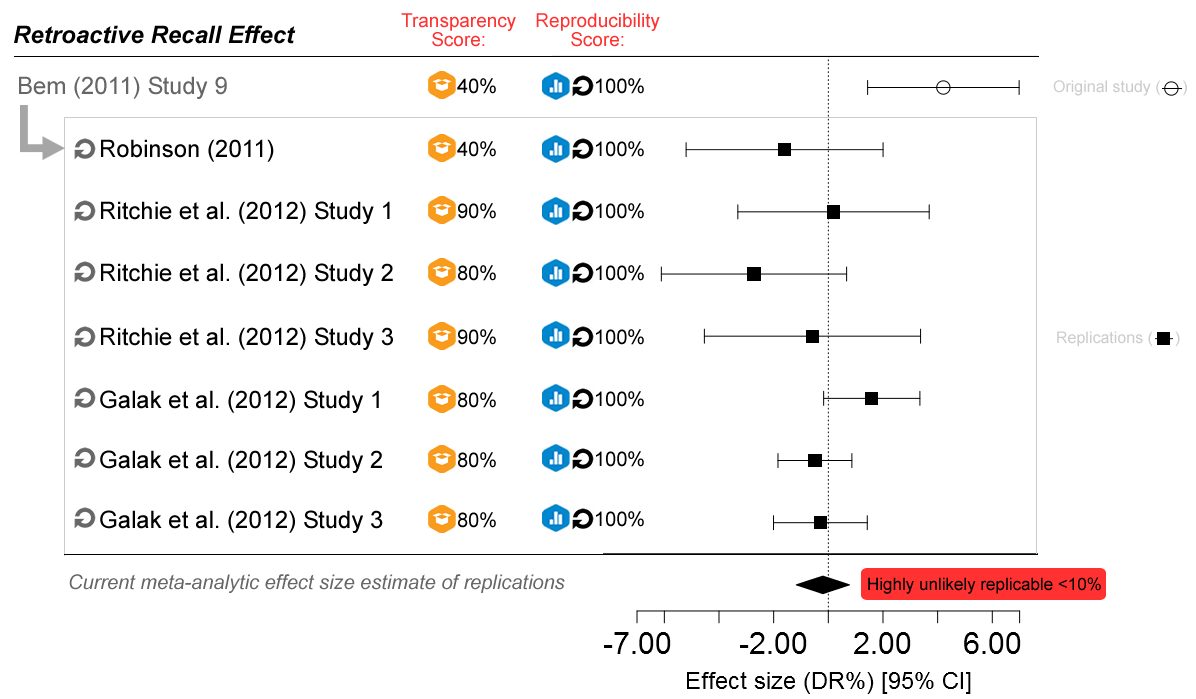 Transparency Score:
Reproducibility Score:
Retroactive Recall Effect
Bem (2011) Study 9 40% 100% Original study ( )
Robinson (2011) 40% 100%
Ritchie et al. (2012) Study 1 90% 100%
Ritchie et al. (2012) Study 2 80% 100%
Ritchie et al. (2012) Study 3 90% 100% Replications ( )
Galak et al. (2012) Study 1 80% 100%
Galak et al. (2012) Study 2 80% 100%
Galak et al. (2012) Study 3 80% 100%
Current meta-analytic effect size estimate of replications Highly unlikely replicable <10%
-7.00 -2.00 2.00 6.00
Effect size (DR%) [95% CI]